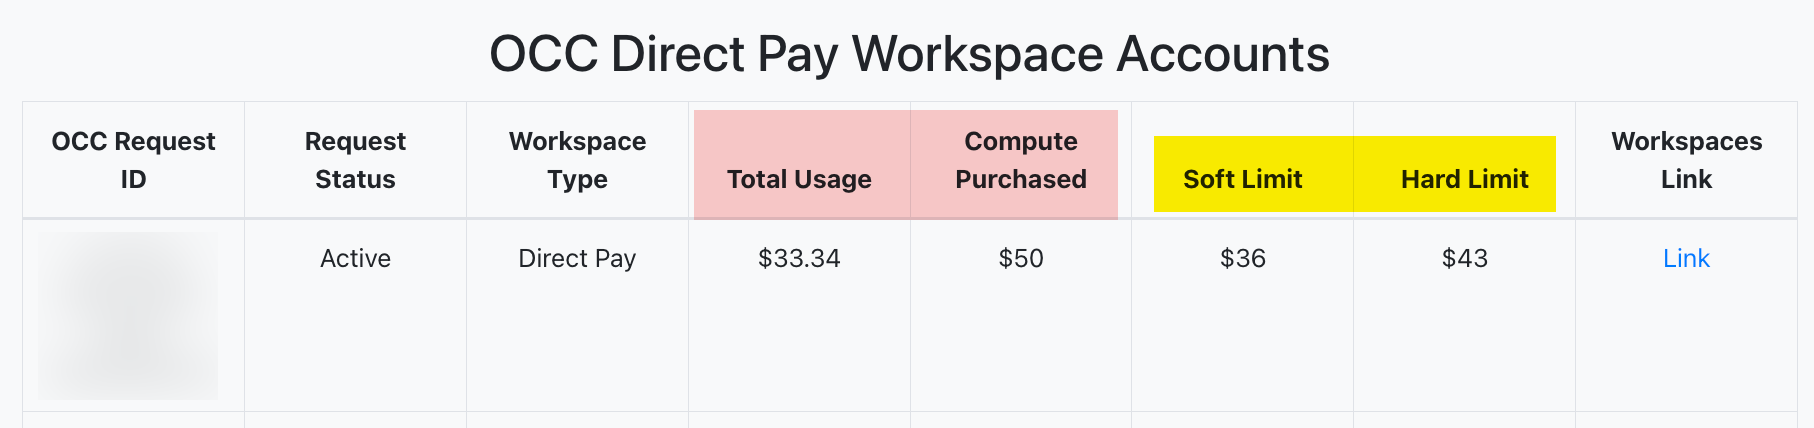 OCC Direct Pay Workspace Accounts
OCC Request ID
Request Status
Workspace Type
Total Usage
Compute Purchased
Soft Limit
Hard Limit
Workspaces Link
Active
Direct Pay
$33.34
$50
$36
$43
Link